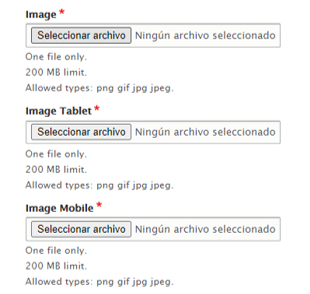 Image *
Seleccionar archivo Ningún archivo seleccionado
One file only.
200 MB limit.
Allowed types: png gif jpg jpeg.
Image Tablet *
Seleccionar archivo Ningún archivo seleccionado
One file only.
200 MB limit.
Allowed types: png gif jpg jpeg.
Image Mobile *
Seleccionar archivo Ningún archivo seleccionado
One file only.
200 MB limit.
Allowed types: png gif jpg jpeg.